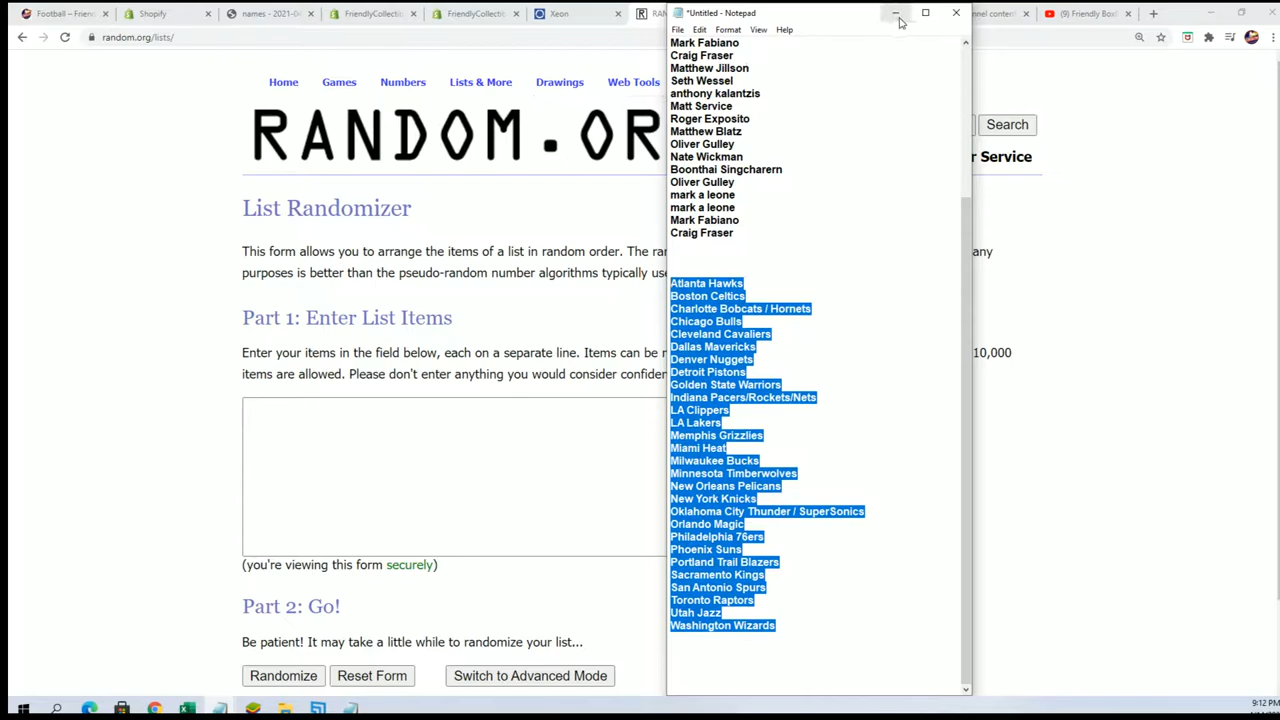 Football – Frien
Shopify
names - 2021-04
FriendlyCollectio
FriendlyCollectio
Xeon
RAN
*Untitled - Notepad
nnel content
(9) Friendly Boxb
random.org/lists/
File Edit Format View Help
Home Games Numbers Lists & More Drawings Web Tools
RANDOM.OR
Search
r Service
List Randomizer
This form allows you to arrange the items of a list in random order. The ra
any
purposes is better than the pseudo-random number algorithms typically use
Part 1: Enter List Items
Enter your items in the field below, each on a separate line. Items can be n
10,000
items are allowed. Please don't enter anything you would consider confider
(you're viewing this form securely)
Part 2: Go!
Be patient! It may take a little while to randomize your list...
Randomize Reset Form Switch to Advanced Mode
Mark Fabiano
Craig Fraser
Matthew Jillson
Seth Wessel
anthony kalantzis
Matt Service
Roger Exposito
Matthew Blatz
Oliver Gulley
Nate Wickman
Boonthai Singcharern
Oliver Gulley
mark a leone
mark a leone
Mark Fabiano
Craig Fraser
Atlanta Hawks
Boston Celtics
Charlotte Bobcats / Hornets
Chicago Bulls
Cleveland Cavaliers
Dallas Mavericks
Denver Nuggets
Detroit Pistons
Golden State Warriors
Indiana Pacers/Rockets/Nets
LA Clippers
LA Lakers
Memphis Grizzlies
Miami Heat
Milwaukee Bucks
Minnesota Timberwolves
New Orleans Pelicans
New York Knicks
Oklahoma City Thunder / SuperSonics
Orlando Magic
Philadelphia 76ers
Phoenix Suns
Portland Trail Blazers
Sacramento Kings
San Antonio Spurs
Toronto Raptors
Utah Jazz
Washington Wizards
9:12 PM